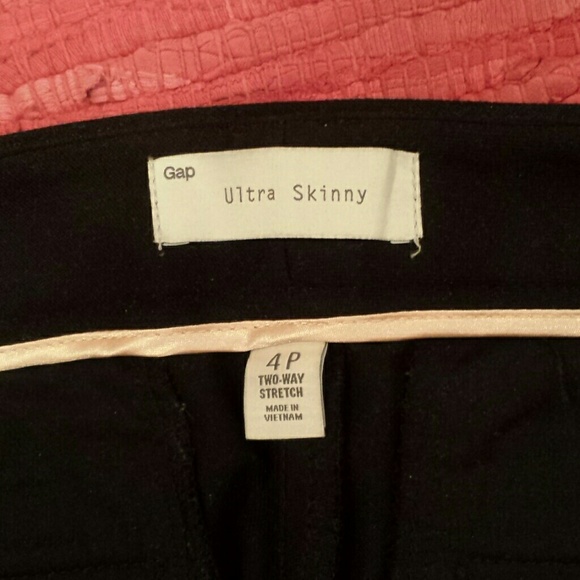 Gap
Ultra Skinny
4P
TWO-WAY
STRETCH
MADE IN
VIETNAM